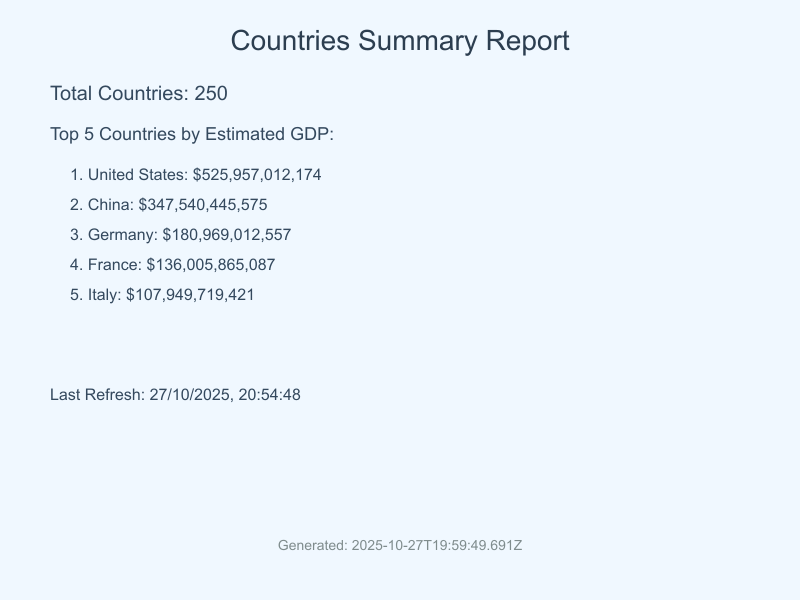 Countries Summary Report
Total Countries: 250
Top 5 Countries by Estimated GDP:
1. United States: $525,957,012,174
2. China: $347,540,445,575
3. Germany: $180,969,012,557
4. France: $136,005,865,087
5. Italy: $107,949,719,421
Last Refresh: 27/10/2025, 20:54:48
Generated: 2025-10-27T19:59:49.691Z